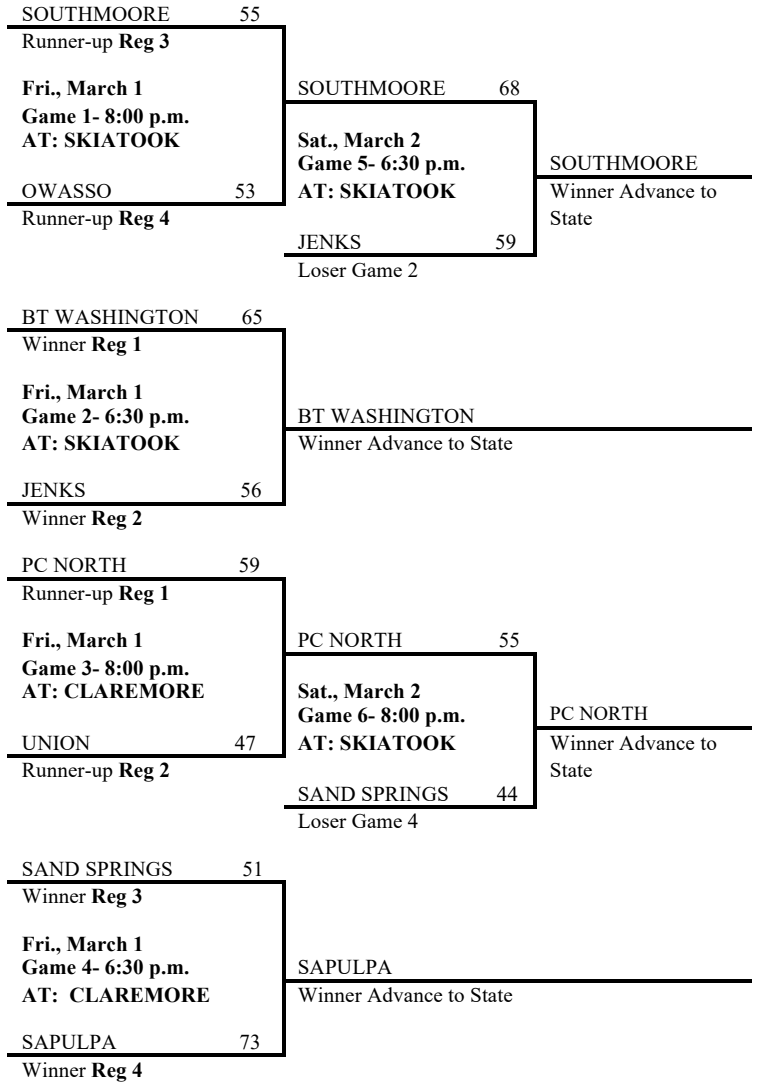 SOUTHMOORE 55
Runner-up Reg 3
Fri., March 1
Game 1- 8:00 p.m.
AT: SKIATOOK
OWASSO 53
Runner-up Reg 4
SOUTHMOORE 68
Sat., March 2
Game 5- 6:30 p.m.
AT: SKIATOOK
JENKS 59
Loser Game 2
SOUTHMOORE
Winner Advance to
State
BT WASHINGTON 65
Winner Reg 1
Fri., March 1
Game 2- 6:30 p.m.
AT: SKIATOOK
JENKS 56
Winner Reg 2
BT WASHINGTON
Winner Advance to State
PC NORTH 59
Runner-up Reg 1
Fri., March 1
Game 3- 8:00 p.m.
AT: CLAREMORE
UNION 47
Runner-up Reg 2
PC NORTH 55
Sat., March 2
Game 6- 8:00 p.m.
AT: SKIATOOK
SAND SPRINGS 44
Loser Game 4
PC NORTH
Winner Advance to
State
SAND SPRINGS 51
Winner Reg 3
Fri., March 1
Game 4- 6:30 p.m.
AT: CLAREMORE
SAPULPA 73
Winner Reg 4
SAPULPA
Winner Advance to State